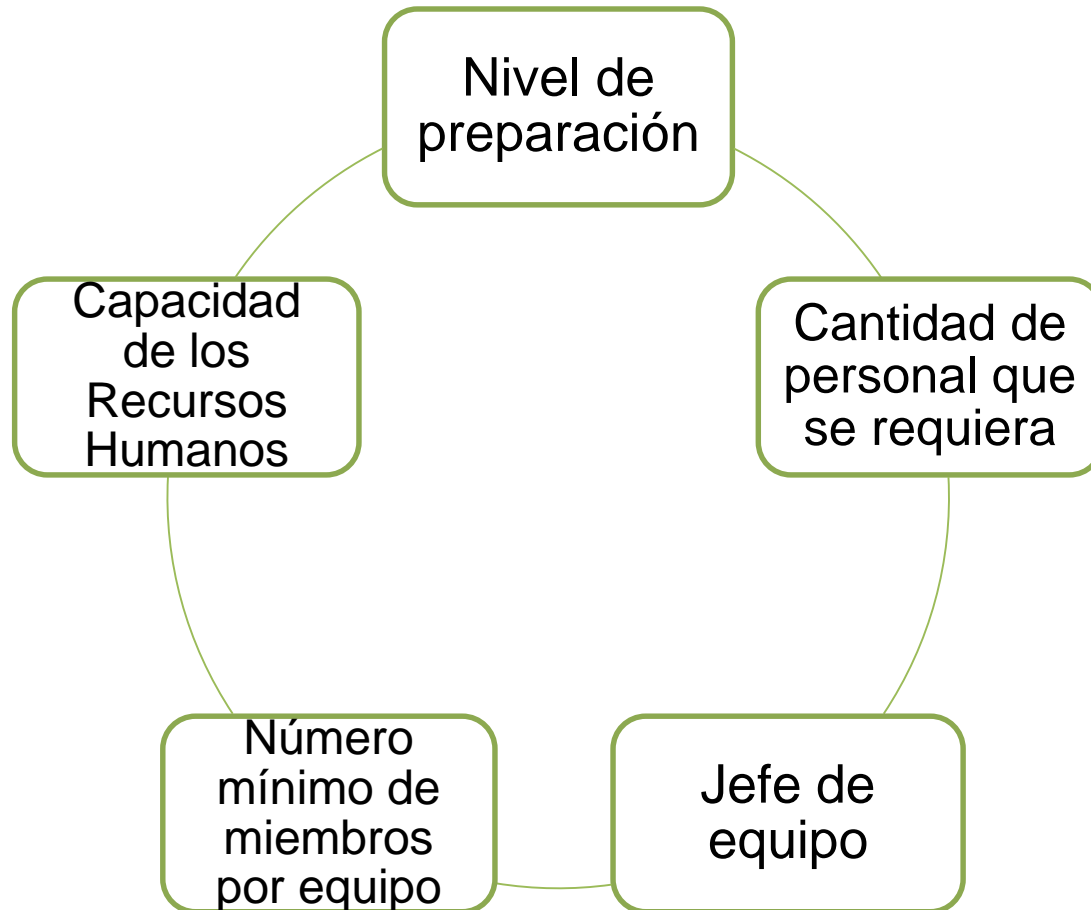 Nivel de
preparación
Cantidad de
personal que
se requiera
Jefe de
equipo
Número
mínimo de
miembros
por equipo
Capacidad
de los
Recursos
Humanos